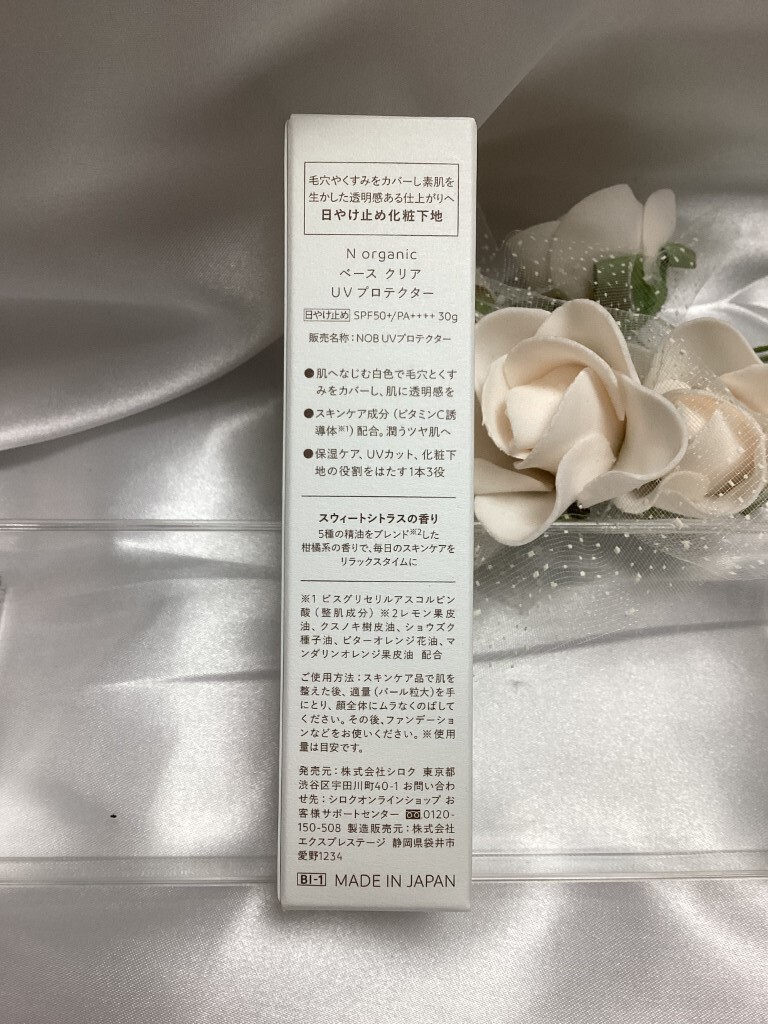 毛穴やくすみをカバーし素肌を
生かした透明感ある仕上がりへ
日やけ止め化粧下地
N organic
ベース クリア
UVプロテクター
日やけ止め SPF50+/PA++++ 30g
販売名称：NOB UVプロテクター
●肌へなじむ白色で毛穴とくす
みをカバーし、肌に透明感を
●スキンケア成分（ビタミンC誘
導体※1）配合。潤うツヤ肌へ
●保湿ケア、UVカット、化粧下
地の役割をはたす1本3役
スウィートシトラスの香り
5種の精油をブレンド※2した
柑橘系の香りで、毎日のスキンケアを
リラックスタイムに
※1 ビスグリセリルアスコルビン
酸（整肌成分）※2レモン果皮
油、クスノキ樹皮油、ショウズク
種子油、ビターオレンジ花油、マ
ンダリンオレンジ果皮油 配合
ご使用方法：スキンケア品で肌を
整えた後、適量（パール粒大）を手
にとり、顔全体にムラなくのばして
ください。その後、ファンデーショ
ンなどをお使いください。※使用
量は目安です。
発売元：株式会社シロク 東京都
渋谷区宇田川町40-1 お問い合わ
せ先：シロクオンラインショップ お
客様サポートセンター 0120-
150-508 製造販売元：株式会社
エクスプレステージ 静岡県袋井市
愛野1234
BI-1 MADE IN JAPAN